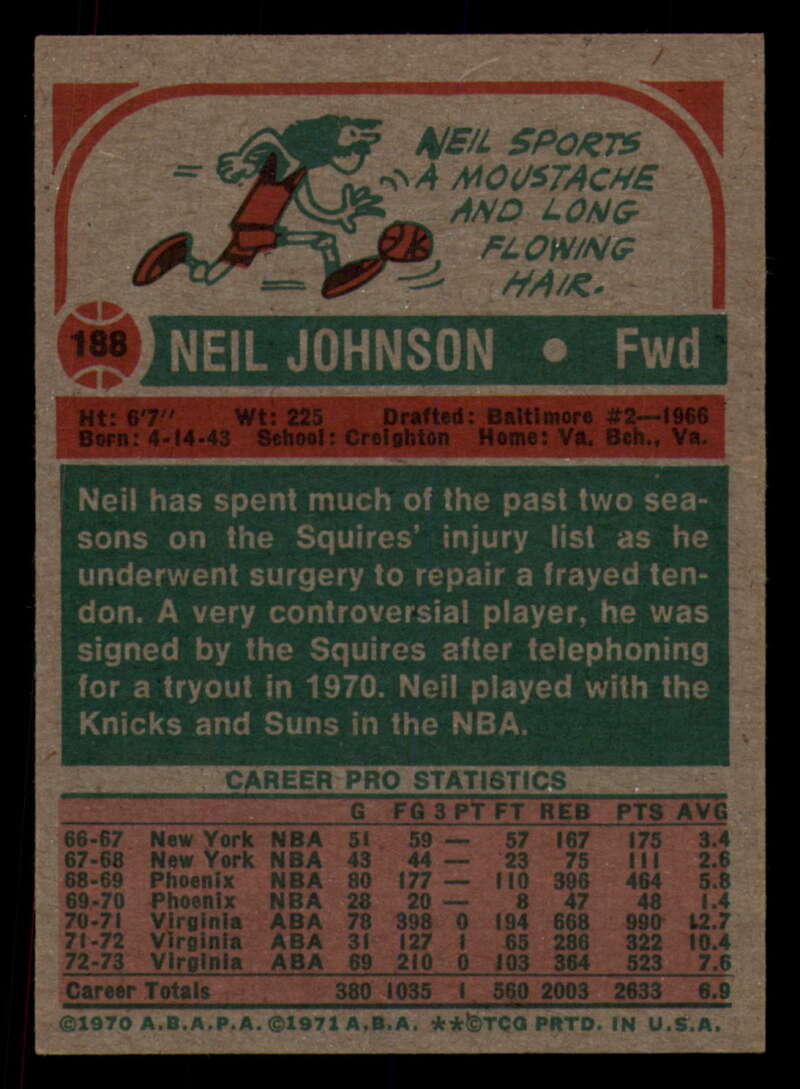 NEIL SPORTS
A MOUSTACHE
AND LONG
FLOWING
HAIR.
188 NEIL JOHNSON • Fwd
Ht: 6'7" Wt: 225 Drafted: Baltimore #2—1966
Born: 4-14-43 School: Creighton Home: Va. Bch., Va.
Neil has spent much of the past two sea-
sons on the Squires' injury list as he
underwent surgery to repair a frayed ten-
don. A very controversial player, he was
signed by the Squires after telephoning
for a tryout in 1970. Neil played with the
Knicks and Suns in the NBA.
CAREER PRO STATISTICS
G FG 3 PT FT REB PTS AVG
66-67 New York NBA 51 59 — 57 167 175 3.4
67-68 New York NBA 43 44 — 23 75 111 2.6
68-69 Phoenix NBA 80 177 — 110 396 464 5.8
69-70 Phoenix NBA 28 20 — 8 47 48 1.4
70-71 Virginia ABA 78 398 0 194 668 990 12.7
71-72 Virginia ABA 31 127 1 65 286 322 10.4
72-73 Virginia ABA 69 210 0 103 364 523 7.6
Career Totals 380 1035 1 560 2003 2633 6.9
©1970 A.B.A.P.A. ©1971 A.B.A. **©TCG PRTD. IN U.S.A.